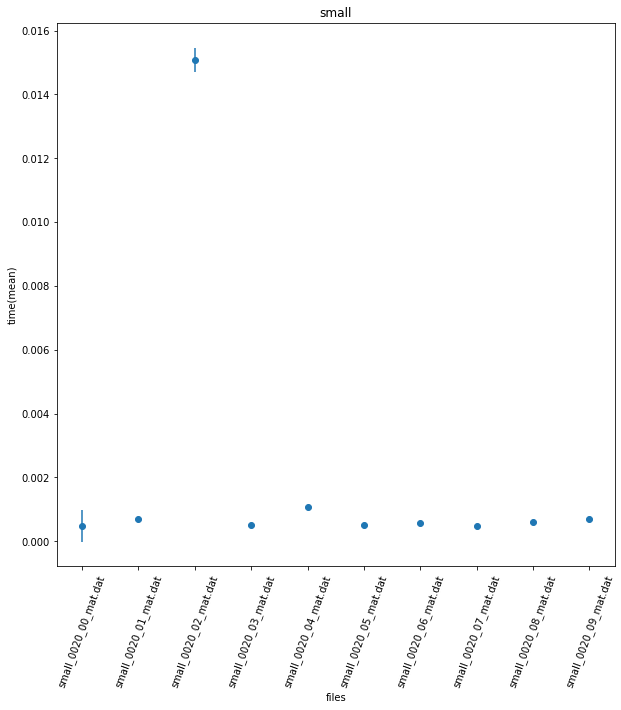 small
0.016
0.014
0.012
0.010
0.008
0.006
0.004
0.002
0.000
time(mean)
small_0020_00_mat.dat
small_0020_01_mat.dat
small_0020_02_mat.dat
small_0020_03_mat.dat
small_0020_04_mat.dat
small_0020_05_mat.dat
small_0020_06_mat.dat
small_0020_07_mat.dat
small_0020_08_mat.dat
small_0020_09_mat.dat
files